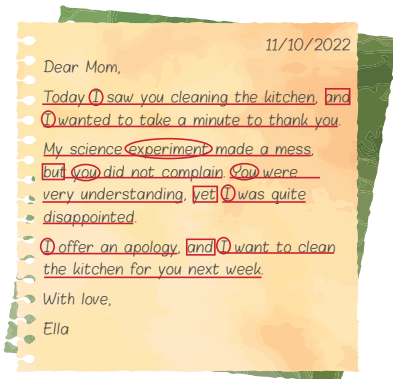 11/10/2022
Dear Mom,
Today I saw you cleaning the kitchen, and
I wanted to take a minute to thank you.
My science experiment made a mess,
but you did not complain. You were
very understanding, yet I was quite
disappointed.
I offer an apology, and I want to clean
the kitchen for you next week.
With love,
Ella